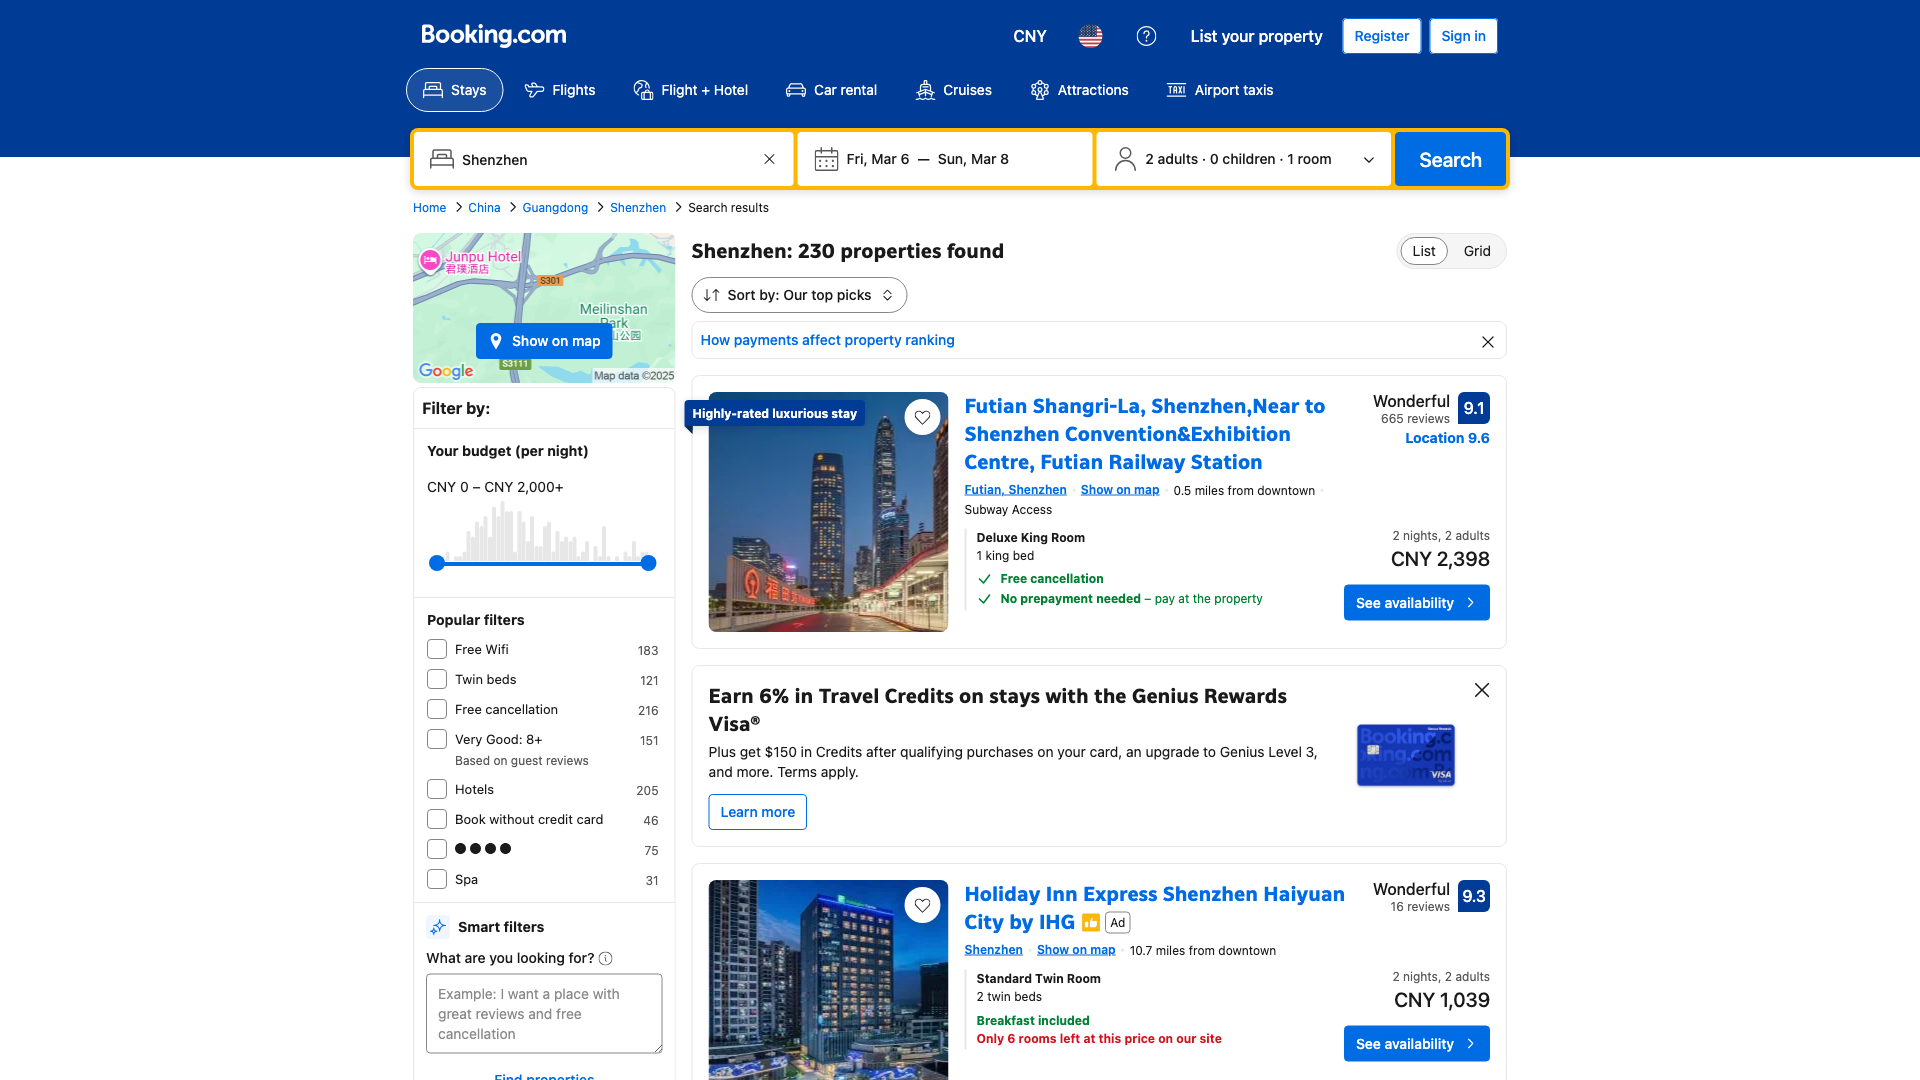 Booking.com
CNY
List your property
Register
Sign in
Stays
Flights
Flight + Hotel
Car rental
Cruises
Attractions
TAXI
Airport taxis
Shenzhen
Fri, Mar 6 — Sun, Mar 8
2 adults · 0 children · 1 room
Search
Home > China > Guangdong > Shenzhen > Search results
Junpu Hotel
君璞酒店
S301
Meilinshan
Park
山公园
Show on map
S3111
Google
Map data ©2025
Filter by:
Your budget (per night)
CNY 0 – CNY 2,000+
Popular filters
Free Wifi 183
Twin beds 121
Free cancellation 216
Very Good: 8+ 151
Based on guest reviews
Hotels 205
Book without credit card 46
75
Spa 31
Smart filters
What are you looking for?
Example: I want a place with
great reviews and free
cancellation
Find properties
Shenzhen: 230 properties found
List
Grid
Sort by: Our top picks
How payments affect property ranking
Highly-rated luxurious stay
Futian Shangri-La, Shenzhen,Near to
Shenzhen Convention&Exhibition
Centre, Futian Railway Station
Wonderful
665 reviews
9.1
Location 9.6
Futian, Shenzhen · Show on map · 0.5 miles from downtown ·
Subway Access
Deluxe King Room
1 king bed
Free cancellation
No prepayment needed – pay at the property
2 nights, 2 adults
CNY 2,398
See availability
Earn 6% in Travel Credits on stays with the Genius Rewards
Visa®
Plus get $150 in Credits after qualifying purchases on your card, an upgrade to Genius Level 3,
and more. Terms apply.
Learn more
VISA
Holiday Inn Express Shenzhen Haiyuan
City by IHG
Ad
Wonderful
16 reviews
9.3
Shenzhen · Show on map · 10.7 miles from downtown
Standard Twin Room
2 twin beds
Breakfast included
Only 6 rooms left at this price on our site
2 nights, 2 adults
CNY 1,039
See availability